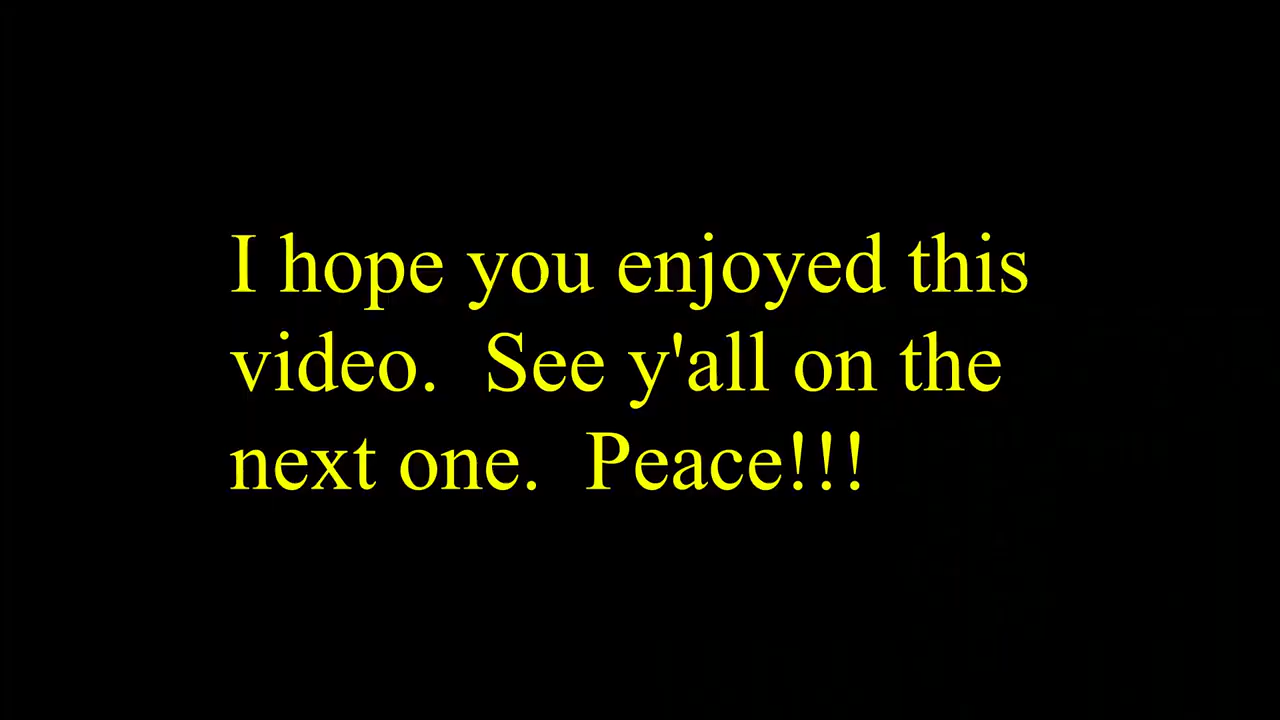 I hope you enjoyed this
video.  See y'all on the
next one.  Peace!!!